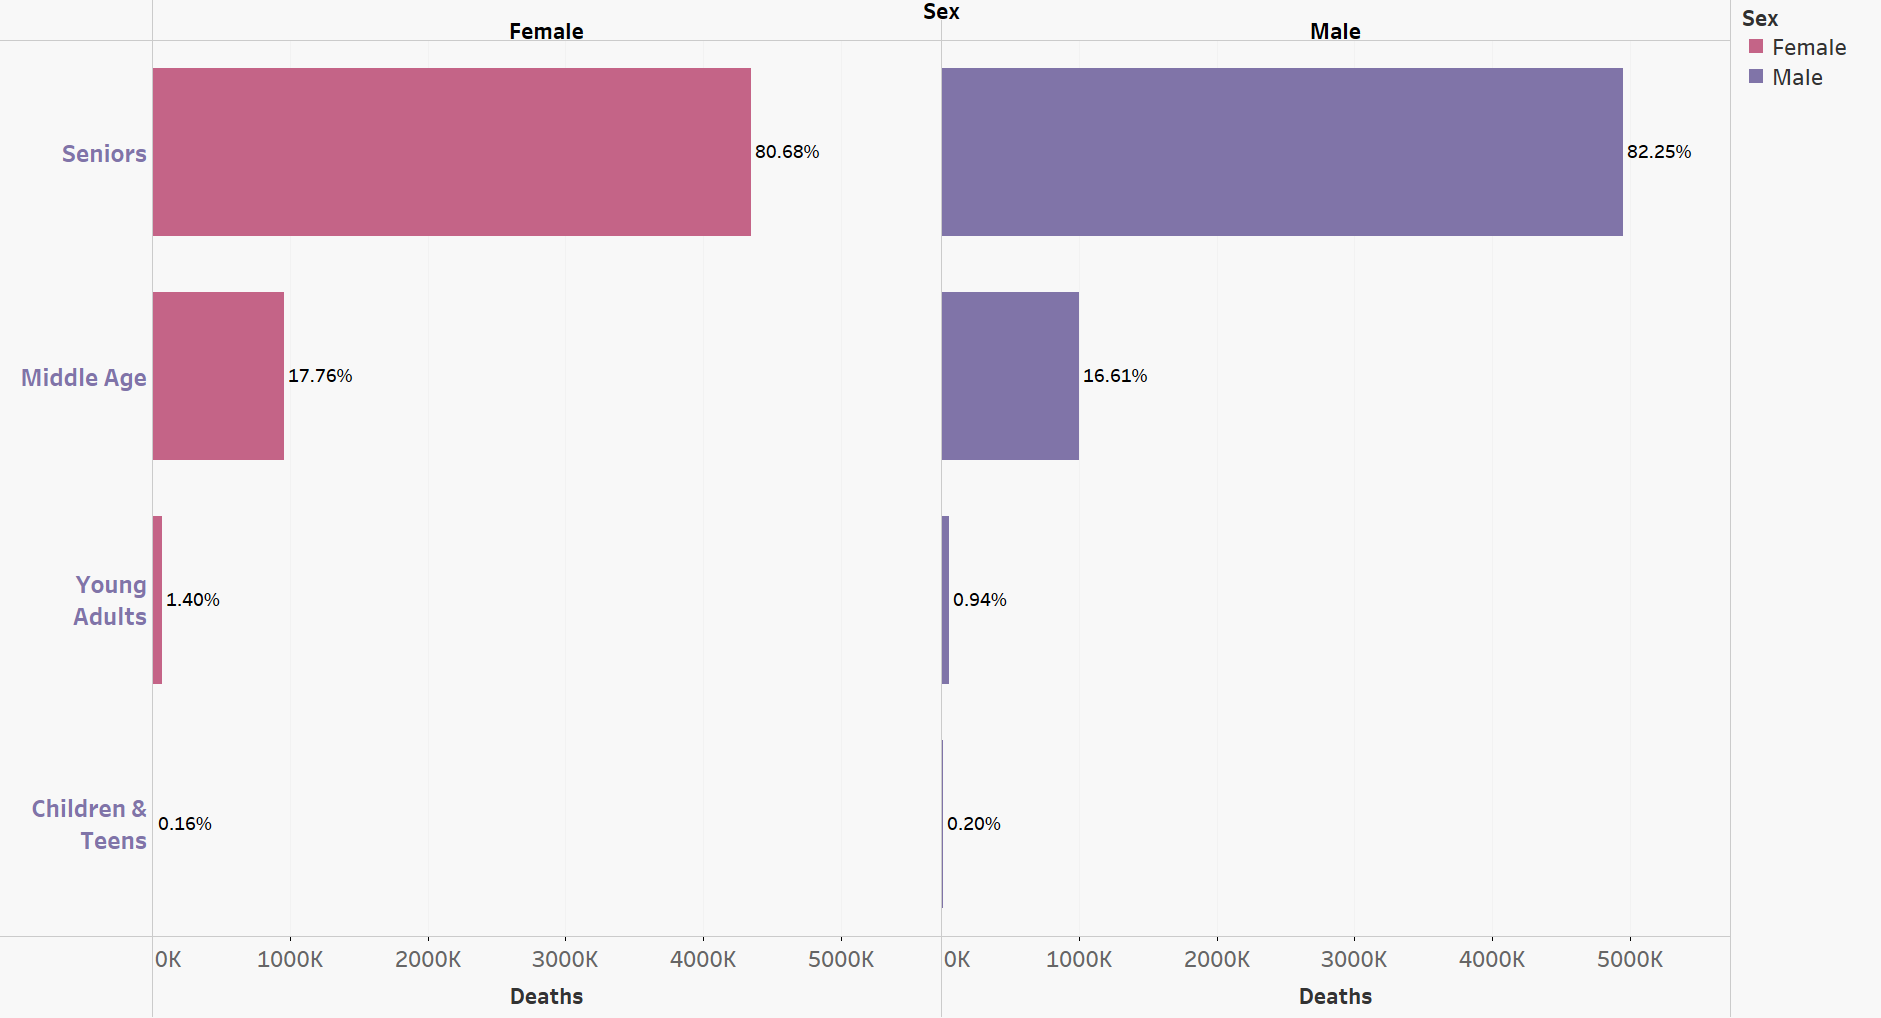 Sex
Female
Male
Sex
Female
Male
Seniors
80.68%
82.25%
Middle Age
17.76%
16.61%
Young
Adults
1.40%
0.94%
Children &
Teens
0.16%
0.20%
0K 1000K 2000K 3000K 4000K 5000K
0K 1000K 2000K 3000K 4000K 5000K
Deaths
Deaths